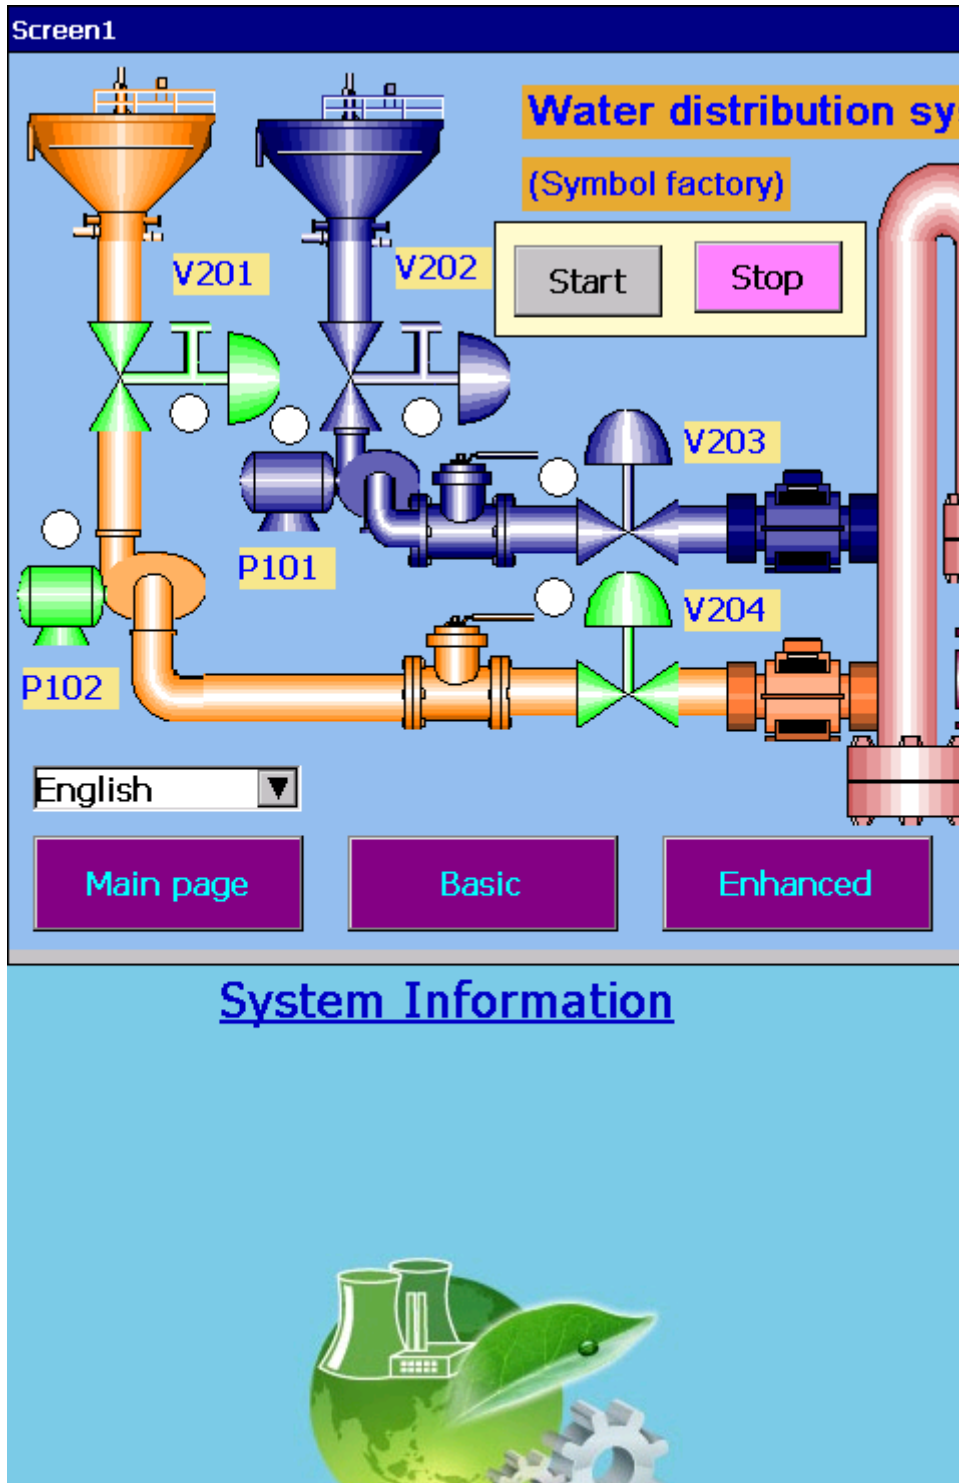 Screen1
Water distribution sy
(Symbol factory)
V201
V202
Start
Stop
V203
P101
V204
P102
English
Main page
Basic
Enhanced
System Information